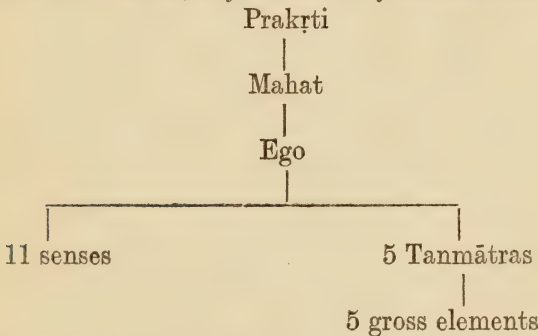 Prakṛti
Mahat
Ego
11 senses
5 Tanmātras
5 gross elements